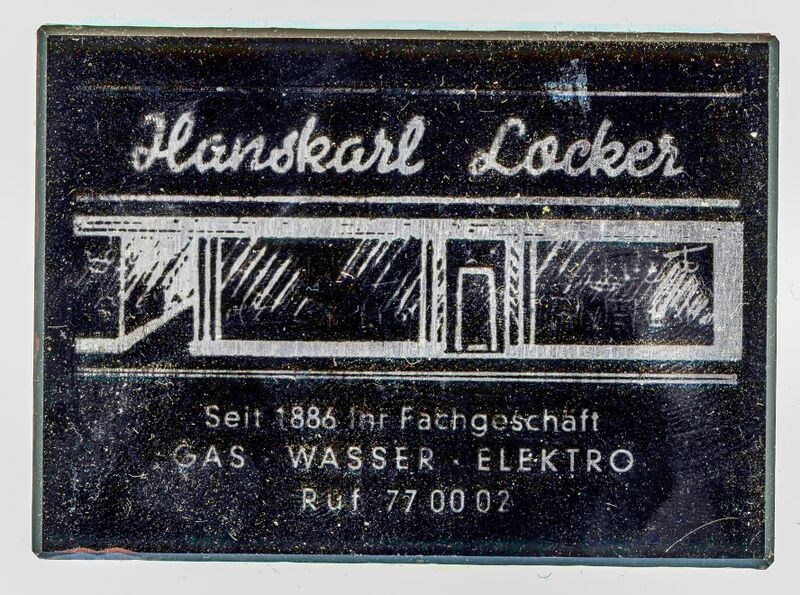 Hanskarl Locker
Seit 1886 Ihr Fachgeschäft
GAS · WASSER · ELEKTRO
Ruf 77 00 02